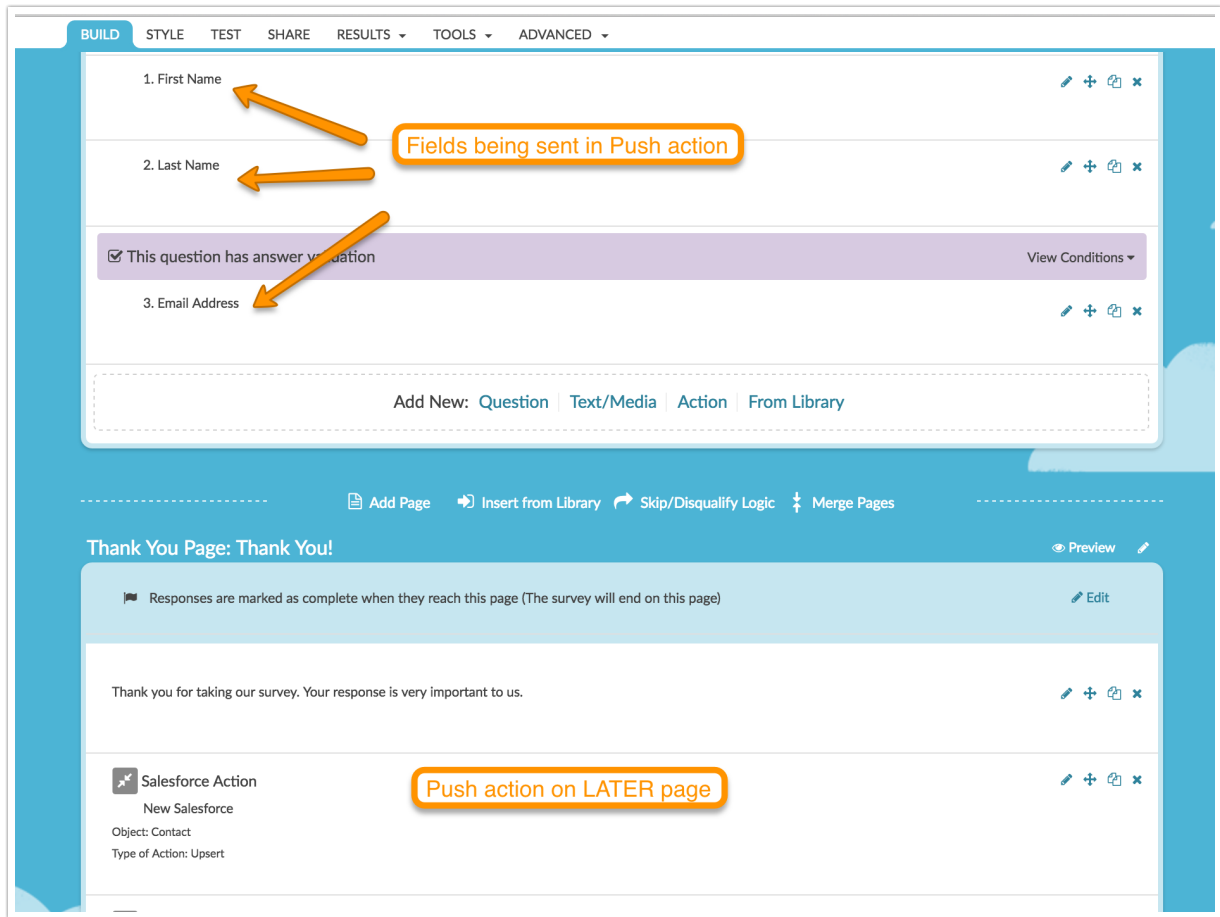 BUILD STYLE TEST SHARE RESULTS TOOLS ADVANCED
1. First Name
Fields being sent in Push action
2. Last Name
This question has answer validation View Conditions
3. Email Address
Add New: Question Text/Media Action From Library
Add Page Insert from Library Skip/Disqualify Logic Merge Pages
Thank You Page: Thank You! Preview
Responses are marked as complete when they reach this page (The survey will end on this page) Edit
Thank you for taking our survey. Your response is very important to us.
Salesforce Action
Push action on LATER page
New Salesforce
Object: Contact
Type of Action: Upsert